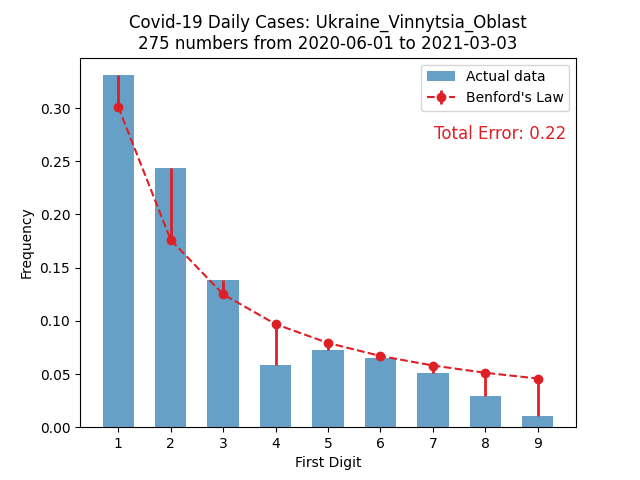 Covid-19 Daily Cases: Ukraine_Vinnytsia_Oblast
275 numbers from 2020-06-01 to 2021-03-03
Actual data
Benford's Law
Total Error: 0.22
Frequency
0.30
0.25
0.20
0.15
0.10
0.05
0.00
1 2 3 4 5 6 7 8 9
First Digit